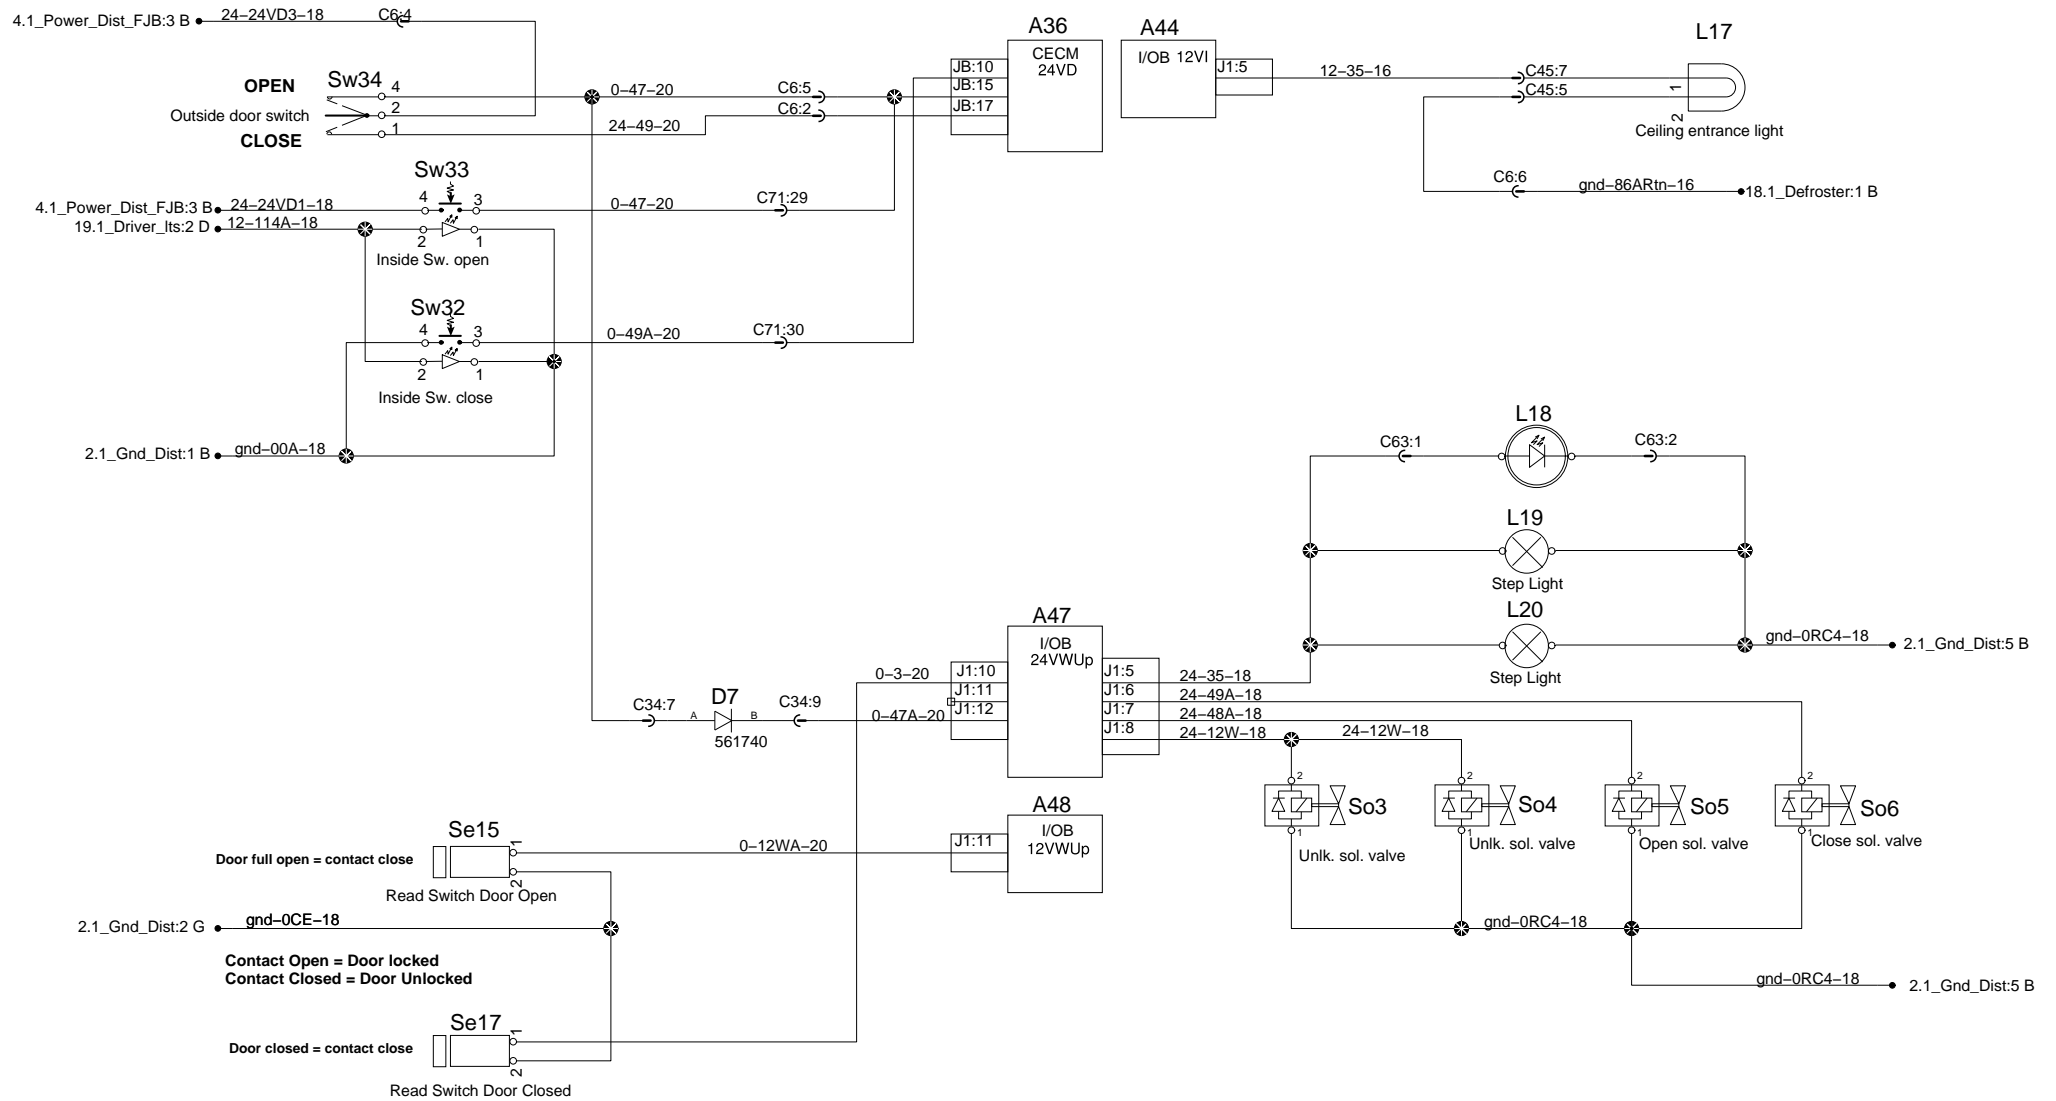 4.1_Power_Dist_FJB:3 B
24-24VD3-18
C6:4
OPEN
Sw34
4
Outside door switch
2
CLOSE
1
0-47-20
C6:5
C6:2
24-49-20
A36
CECM
24VD
JB:10
JB:15
JB:17
A44
I/OB 12VI
J1:5
12-35-16
C45:7
C45:5
L17
1
2
Ceiling entrance light
C6:6
gnd-86ARtn-16
18.1_Defroster:1 B
Sw33
4.1_Power_Dist_FJB:3 B
24-24VD1-18
4
3
0-47-20
C71:29
19.1_Driver_lts:2 D
12-114A-18
2
1
Inside Sw. open
Sw32
4
3
0-49A-20
C71:30
2
1
Inside Sw. close
2.1_Gnd_Dist:1 B
gnd-00A-18
L18
C63:1
C63:2
L19
Step Light
L20
Step Light
gnd-0RC4-18
2.1_Gnd_Dist:5 B
A47
I/OB
24VWUp
0-3-20
J1:10
J1:11
J1:12
J1:5
J1:6
J1:7
J1:8
24-35-18
24-49A-18
24-48A-18
24-12W-18
24-12W-18
C34:7
A
D7
B
561740
C34:9
0-47A-20
2
So3
1
Unlk. sol. valve
2
So4
1
Unlk. sol. valve
2
So5
1
Open sol. valve
2
So6
1
Close sol. valve
gnd-0RC4-18
gnd-0RC4-18
2.1_Gnd_Dist:5 B
A48
I/OB
12VWUp
J1:11
Se15
Door full open = contact close
1
2
0-12WA-20
Read Switch Door Open
2.1_Gnd_Dist:2 G
gnd-0CE-18
Contact Open = Door locked
Contact Closed = Door Unlocked
Se17
Door closed = contact close
1
2
Read Switch Door Closed